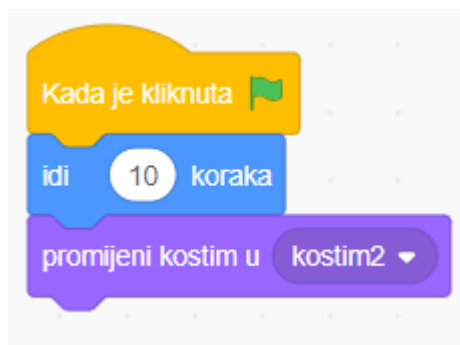 Kada je kliknuta
idi 10 koraka
promijeni kostim u kostim2